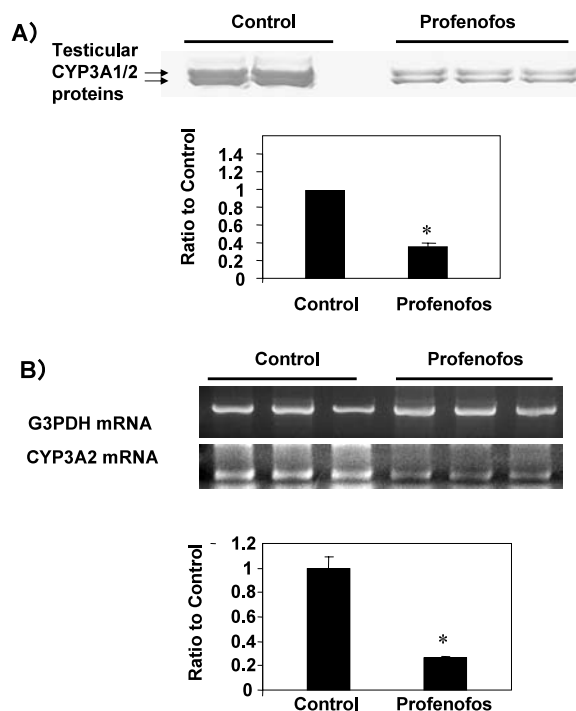 A)
Control Profenofos
Testicular
CYP3A1/2
proteins
Ratio to Control
1.4
1.2
1
0.8
0.6
0.4
0.2
0
*
Control Profenofos
B)
Control Profenofos
G3PDH mRNA
CYP3A2 mRNA
Ratio to Control
1.2
1
0.8
0.6
0.4
0.2
0
*
Control Profenofos